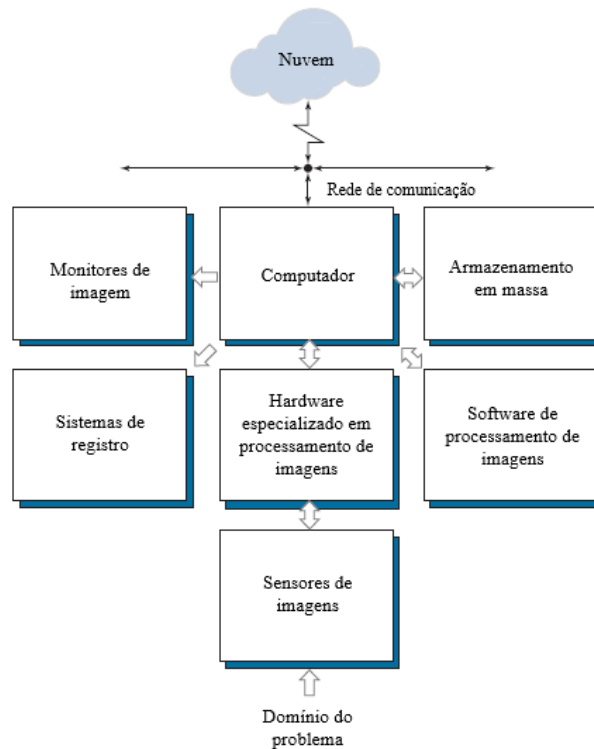 Nuvem
Rede de comunicação
Monitores de
imagem
Computador
Armazenamento
em massa
Sistemas de
registro
Hardware
especializado em
processamento de
imagens
Software de
processamento de
imagens
Sensores de
imagens
Domínio do
problema